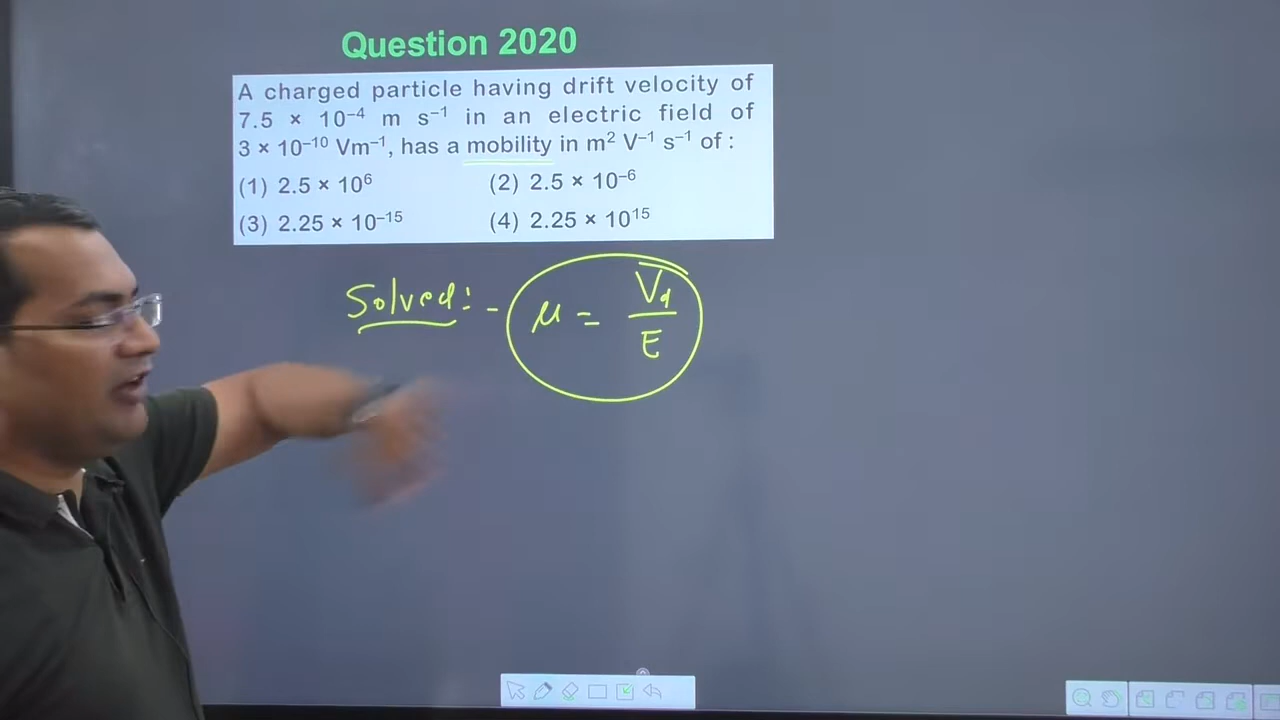 Question 2020
A charged particle having drift velocity of
7.5 × 10⁻⁴ m s⁻¹ in an electric field of
3 × 10⁻¹⁰ Vm⁻¹, has a mobility in m² V⁻¹ s⁻¹ of :
(1) 2.5 × 10⁶ (2) 2.5 × 10⁻⁶
(3) 2.25 × 10⁻¹⁵ (4) 2.25 × 10¹⁵
Solved:- μ = V_d / E